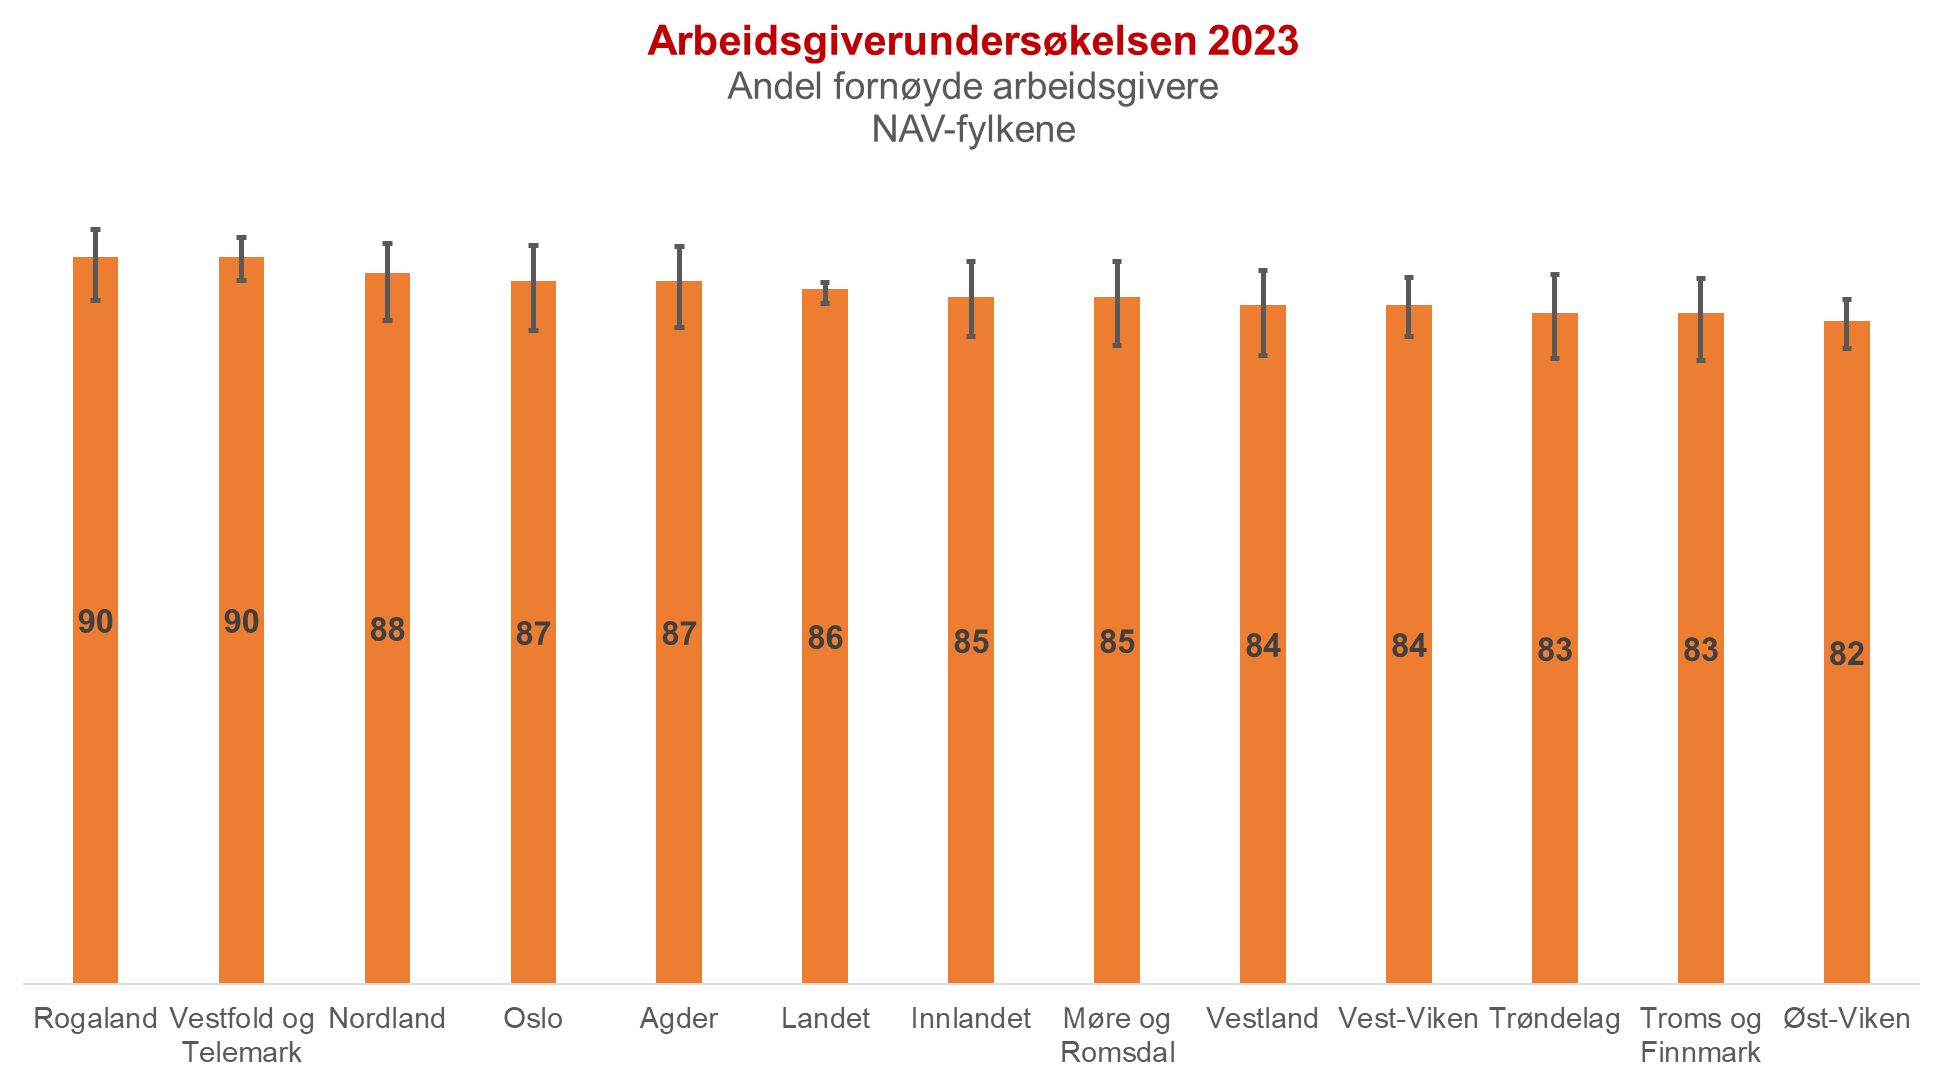 Arbeidsgiverundersøkelsen 2023
Andel fornøyde arbeidsgivere
NAV-fylkene
90 90 88 87 87 86 85 85 84 84 83 83 82
Rogaland Vestfold og Nordland Oslo Agder Landet Innlandet Møre og Vestland Vest-Viken Trøndelag Troms og Øst-Viken
Telemark Romsdal Finnmark